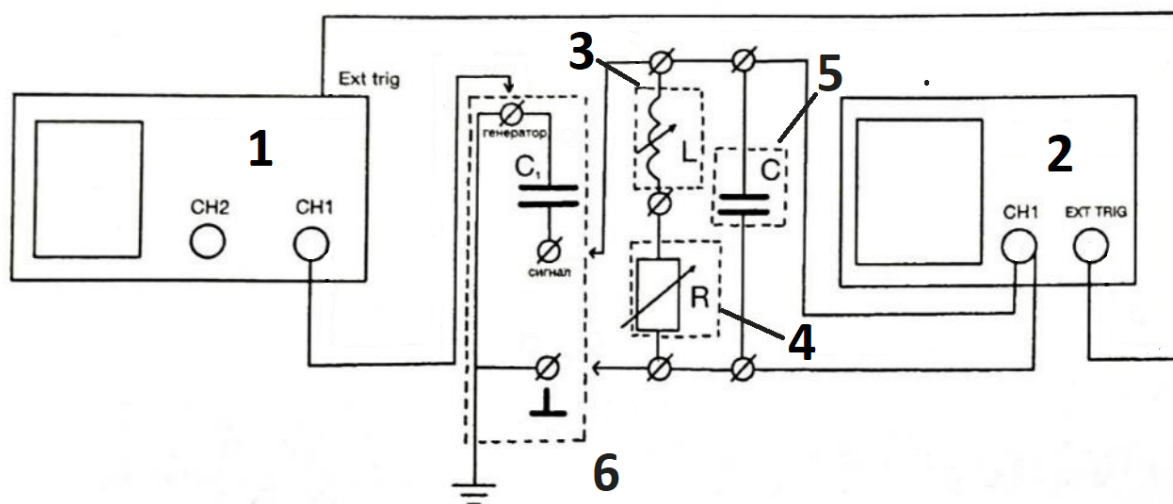 Ext trig
1
CH2
CH1
генератор
C₁
сигнал
3
L
R
4
5
C
2
CH1
EXT TRIG
6